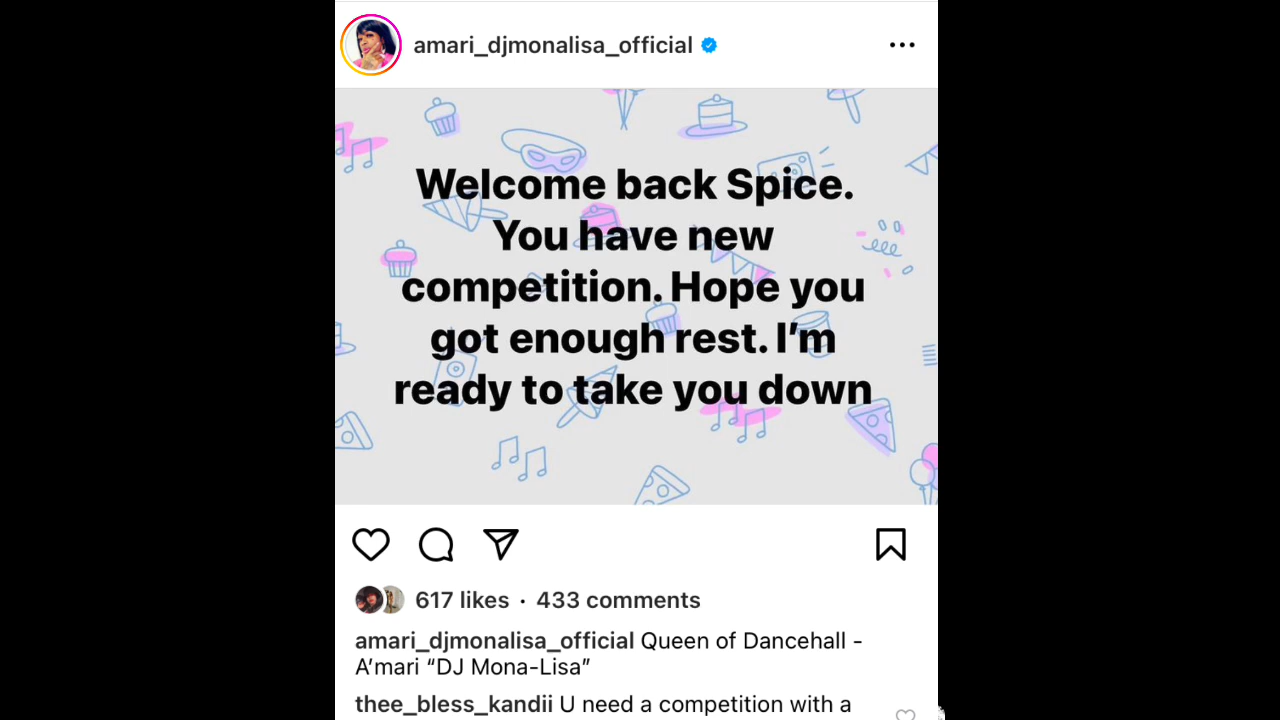 amari_djmonalisa_official
Welcome back Spice.
You have new
competition. Hope you
got enough rest. I’m
ready to take you down
617 likes · 433 comments
amari_djmonalisa_official Queen of Dancehall -
A’mari “DJ Mona-Lisa”
thee_bless_kandii U need a competition with a